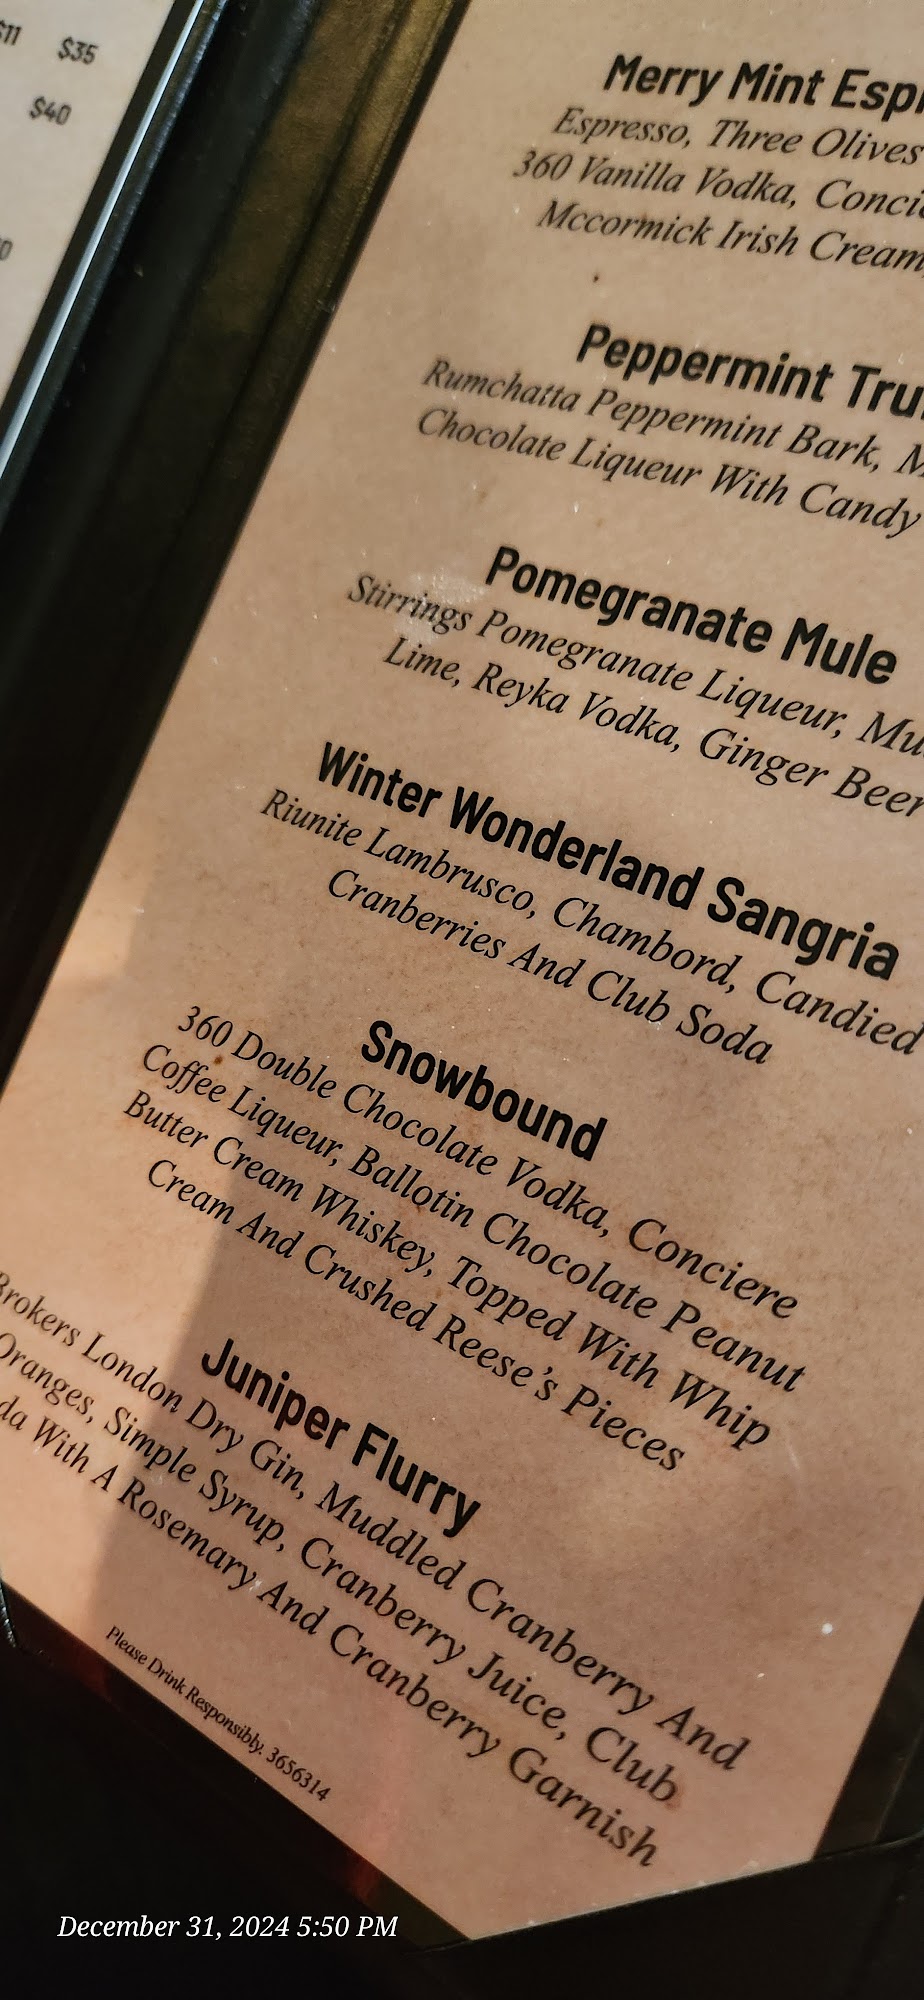 $11 $35
$40
Merry Mint
Espresso, Three Olives
360 Vanilla Vodka,
Mccormick Irish Cream,
Peppermint
Rumchatta Peppermint Bark,
Chocolate Liqueur With Candy
Pomegranate Mule
Stirrings Pomegranate Liqueur,
Lime, Reyka Vodka, Ginger Beer
Winter Wonderland Sangria
Riunite Lambrusco, Chambord, Candied
Cranberries And Club Soda
Snowbound
360 Double Chocolate Vodka, Conciere
Coffee Liqueur, Ballotin Chocolate Peanut
Butter Cream Whiskey, Topped With Whip
Cream And Crushed Reese's Pieces
Juniper Flurry
Brokers London Dry Gin, Muddled Cranberry And
Oranges, Simple Syrup, Cranberry Juice, Club
With A Rosemary And Cranberry Garnish
Please Drink Responsibly. 3656314
December 31, 2024 5:50 PM